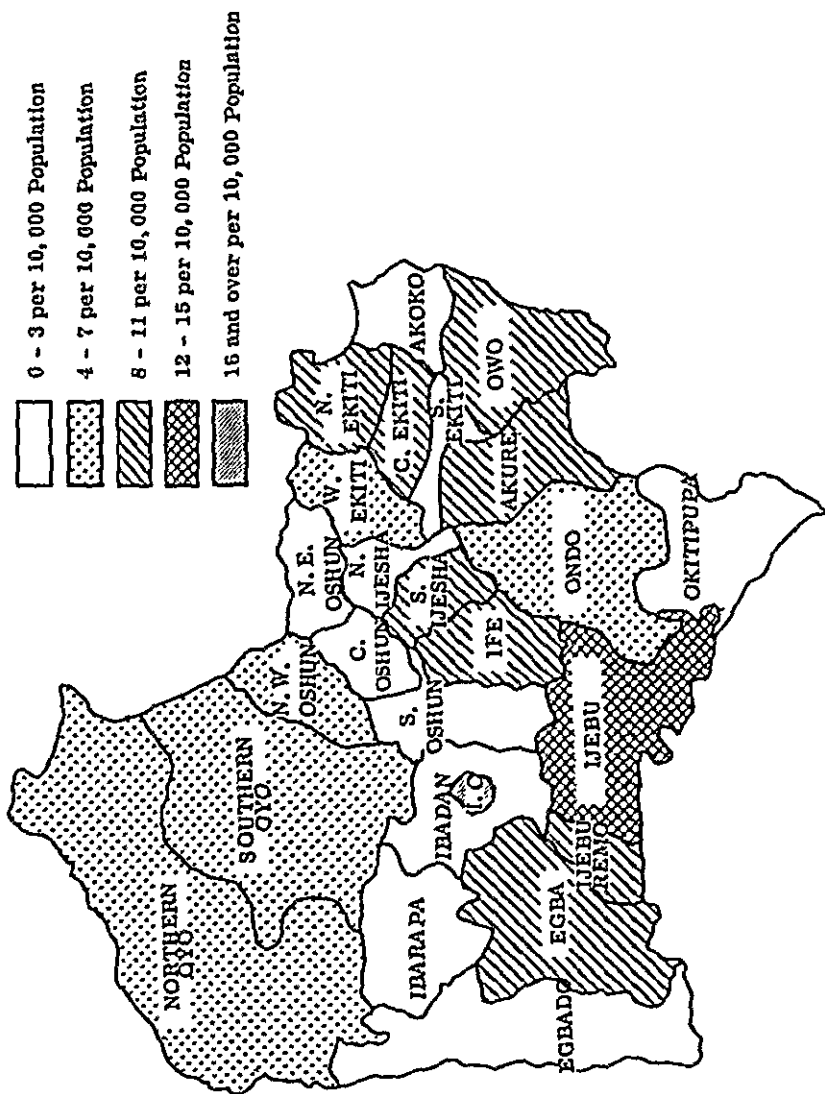 0 - 3 per 10,000 Population
4 - 7 per 10,000 Population
8 - 11 per 10,000 Population
12 - 15 per 10,000 Population
16 and over per 10,000 Population
NORTHERN
OYO
SOUTHERN
OYO
N. W.
OSHUN
N. E.
OSHUN
C.
OSHUN
S.
OSHUN
N.
IJESHA
S.
IJESHA
W.
EKITI
N.
EKITI
C. EKITI
S.
EKITI
AKOKO
OWO
AKURE
ONDO
OKITIPUPA
IFE
IBADAN
I.C
IBARAPA
EGBA
EGBADO
IJEBU
REMO
IJEBU